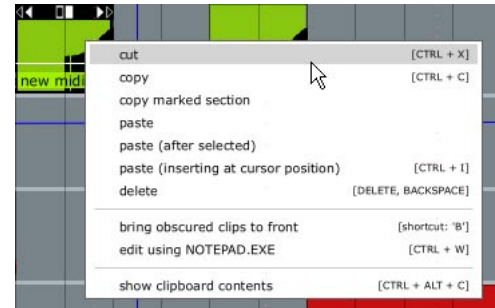 new midi
cut [CTRL + X]
copy [CTRL + C]
copy marked section
paste
paste (after selected)
paste (inserting at cursor position) [CTRL + I]
delete [DELETE, BACKSPACE]
bring obscured clips to front [shortcut: 'B']
edit using NOTEPAD.EXE [CTRL + W]
show clipboard contents [CTRL + ALT + C]